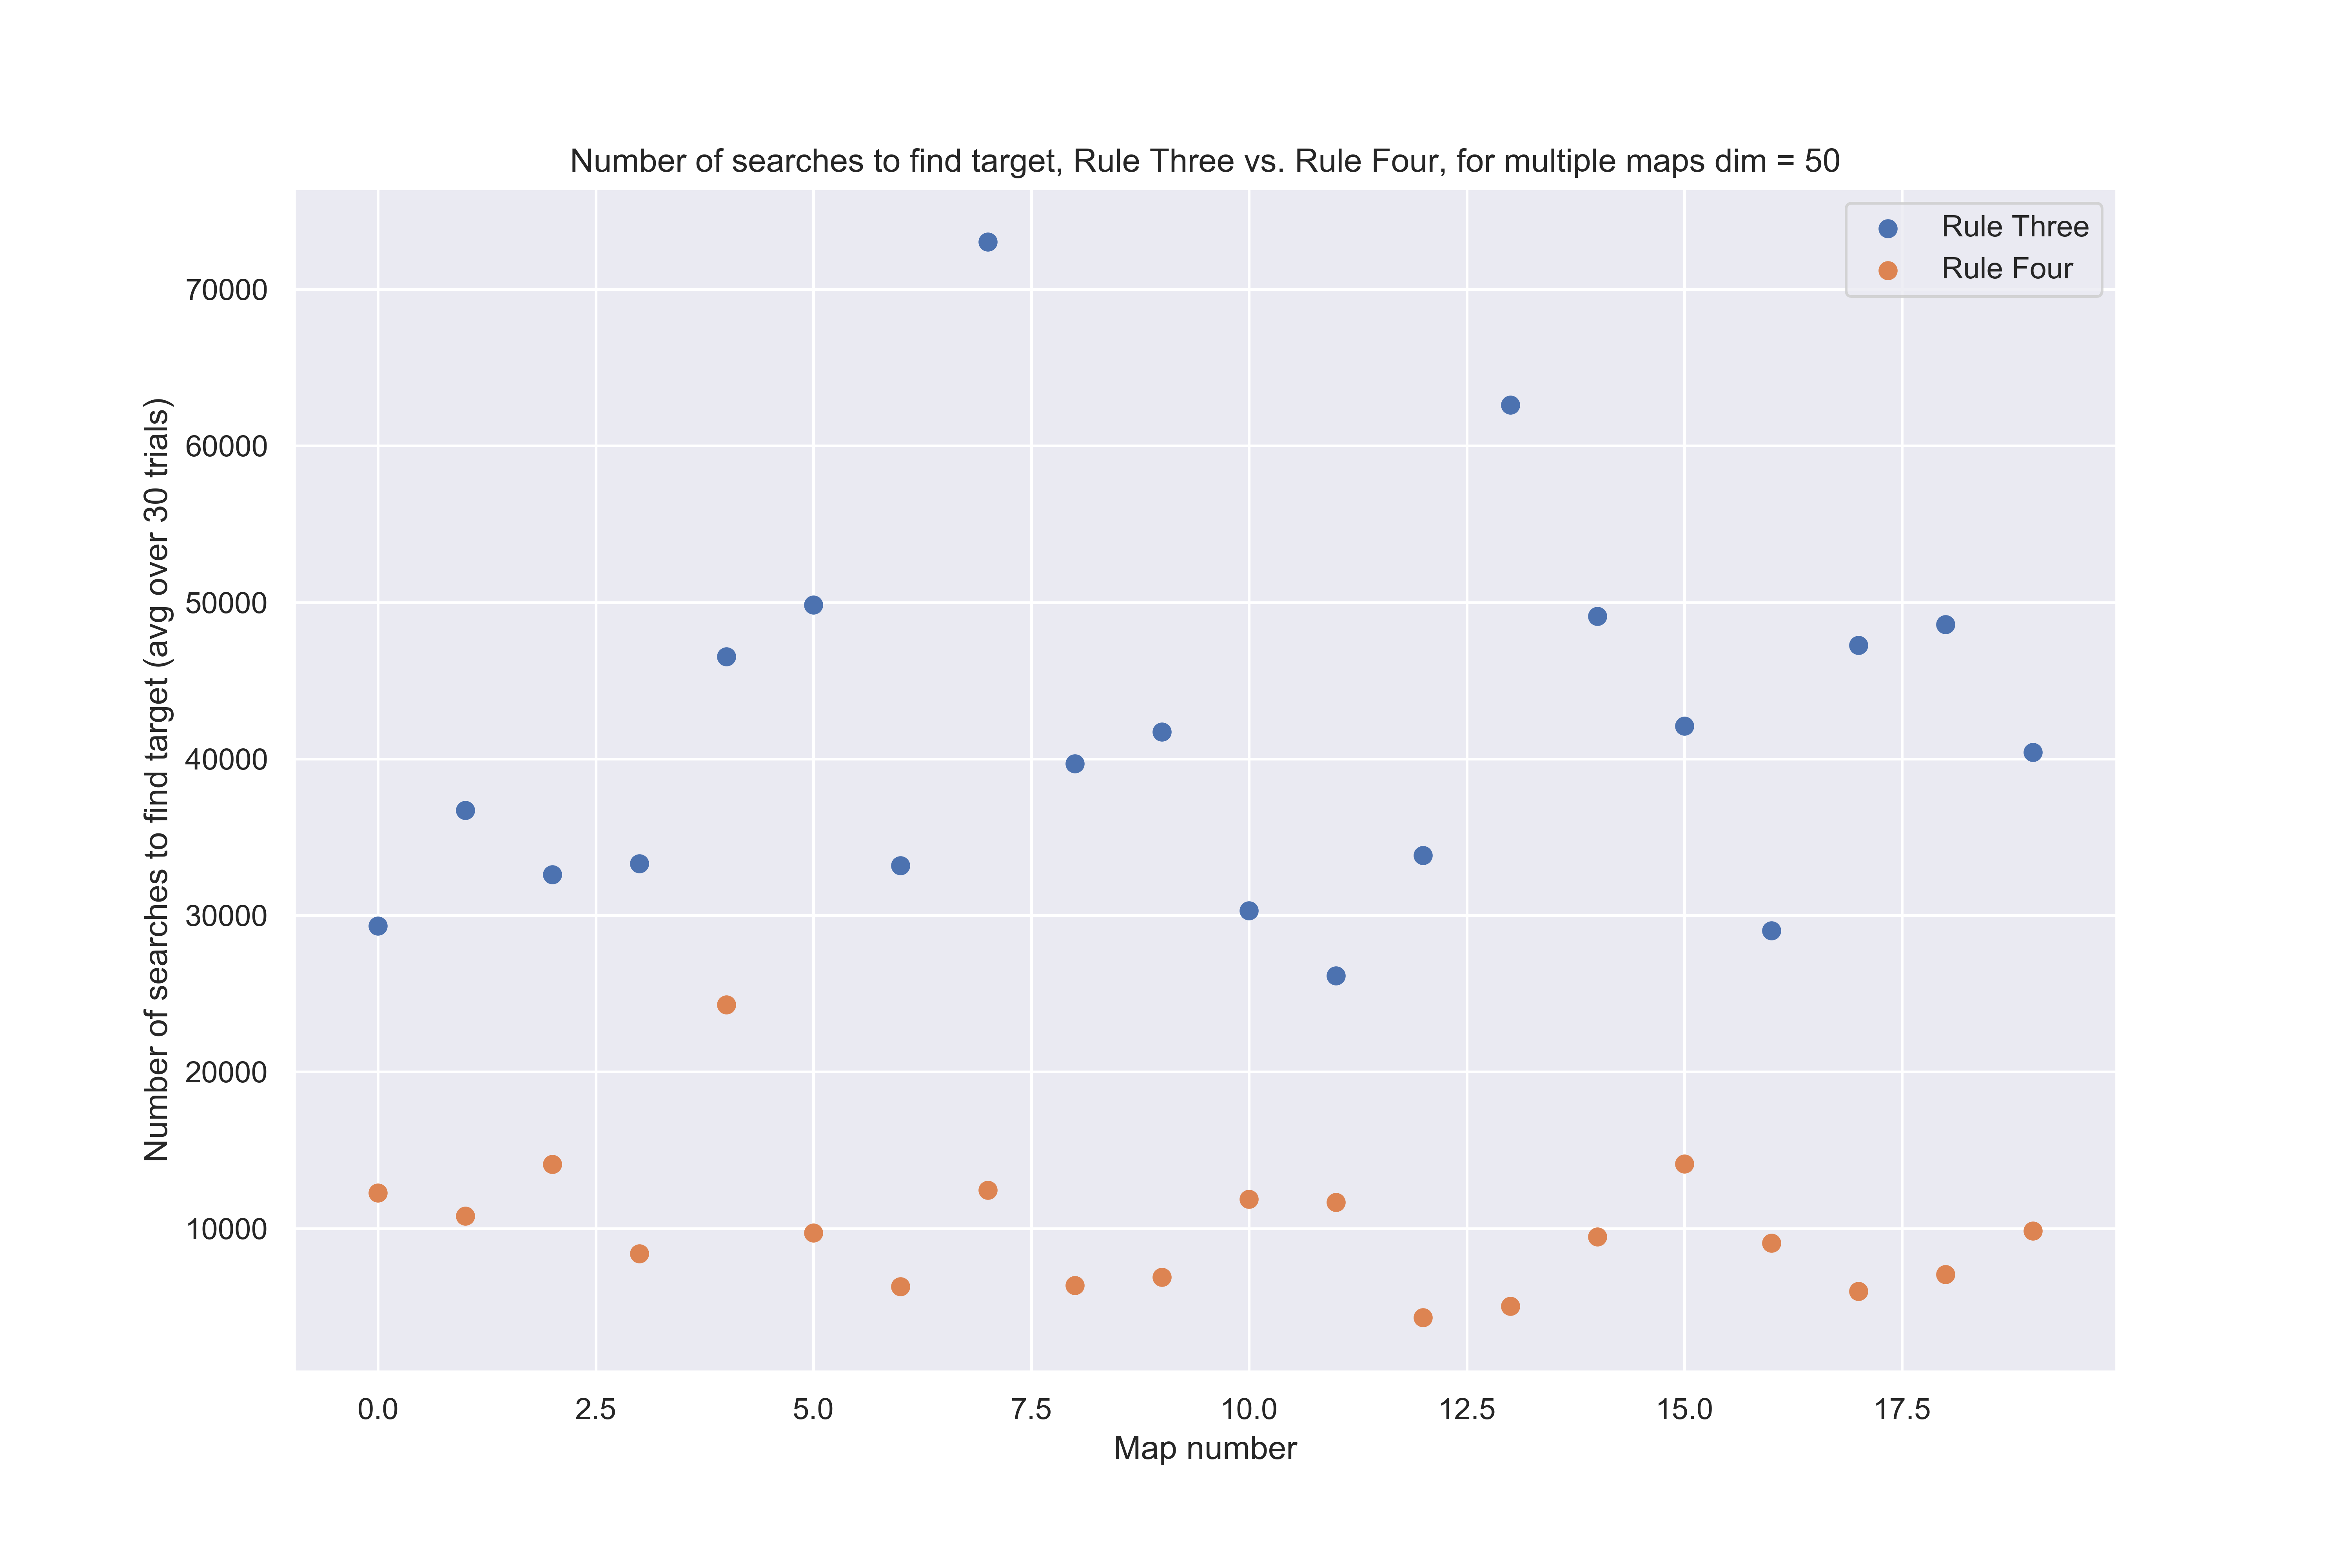 Number of searches to find target, Rule Three vs. Rule Four, for multiple maps dim = 50
Rule Three
Rule Four
Number of searches to find target (avg over 30 trials)
70000
60000
50000
40000
30000
20000
10000
0.0 2.5 5.0 7.5 10.0 12.5 15.0 17.5
Map number